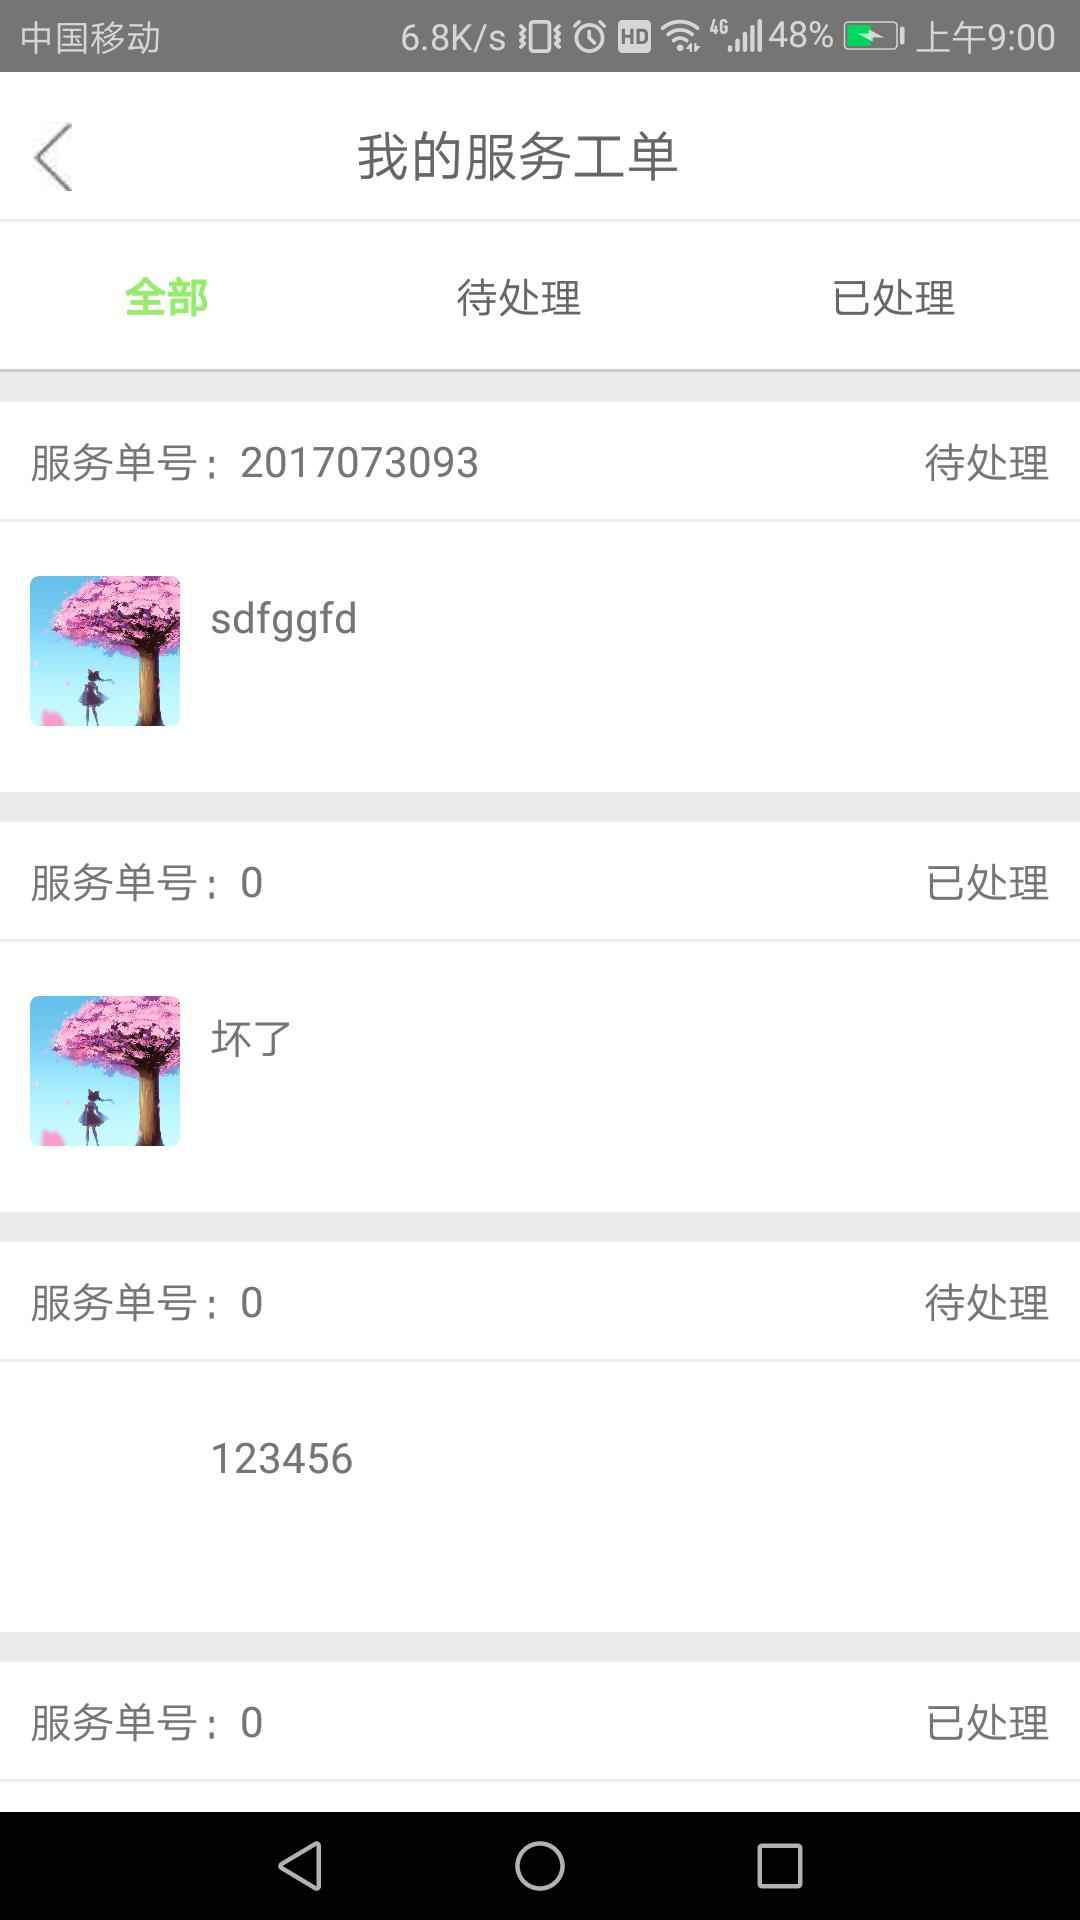 中国移动 6.8K/s HD 4G 48% 上午9:00
我的服务工单
全部 待处理 已处理
服务单号：2017073093 待处理
sdfggfd
服务单号：0 已处理
坏了
服务单号：0 待处理
123456
服务单号：0 已处理